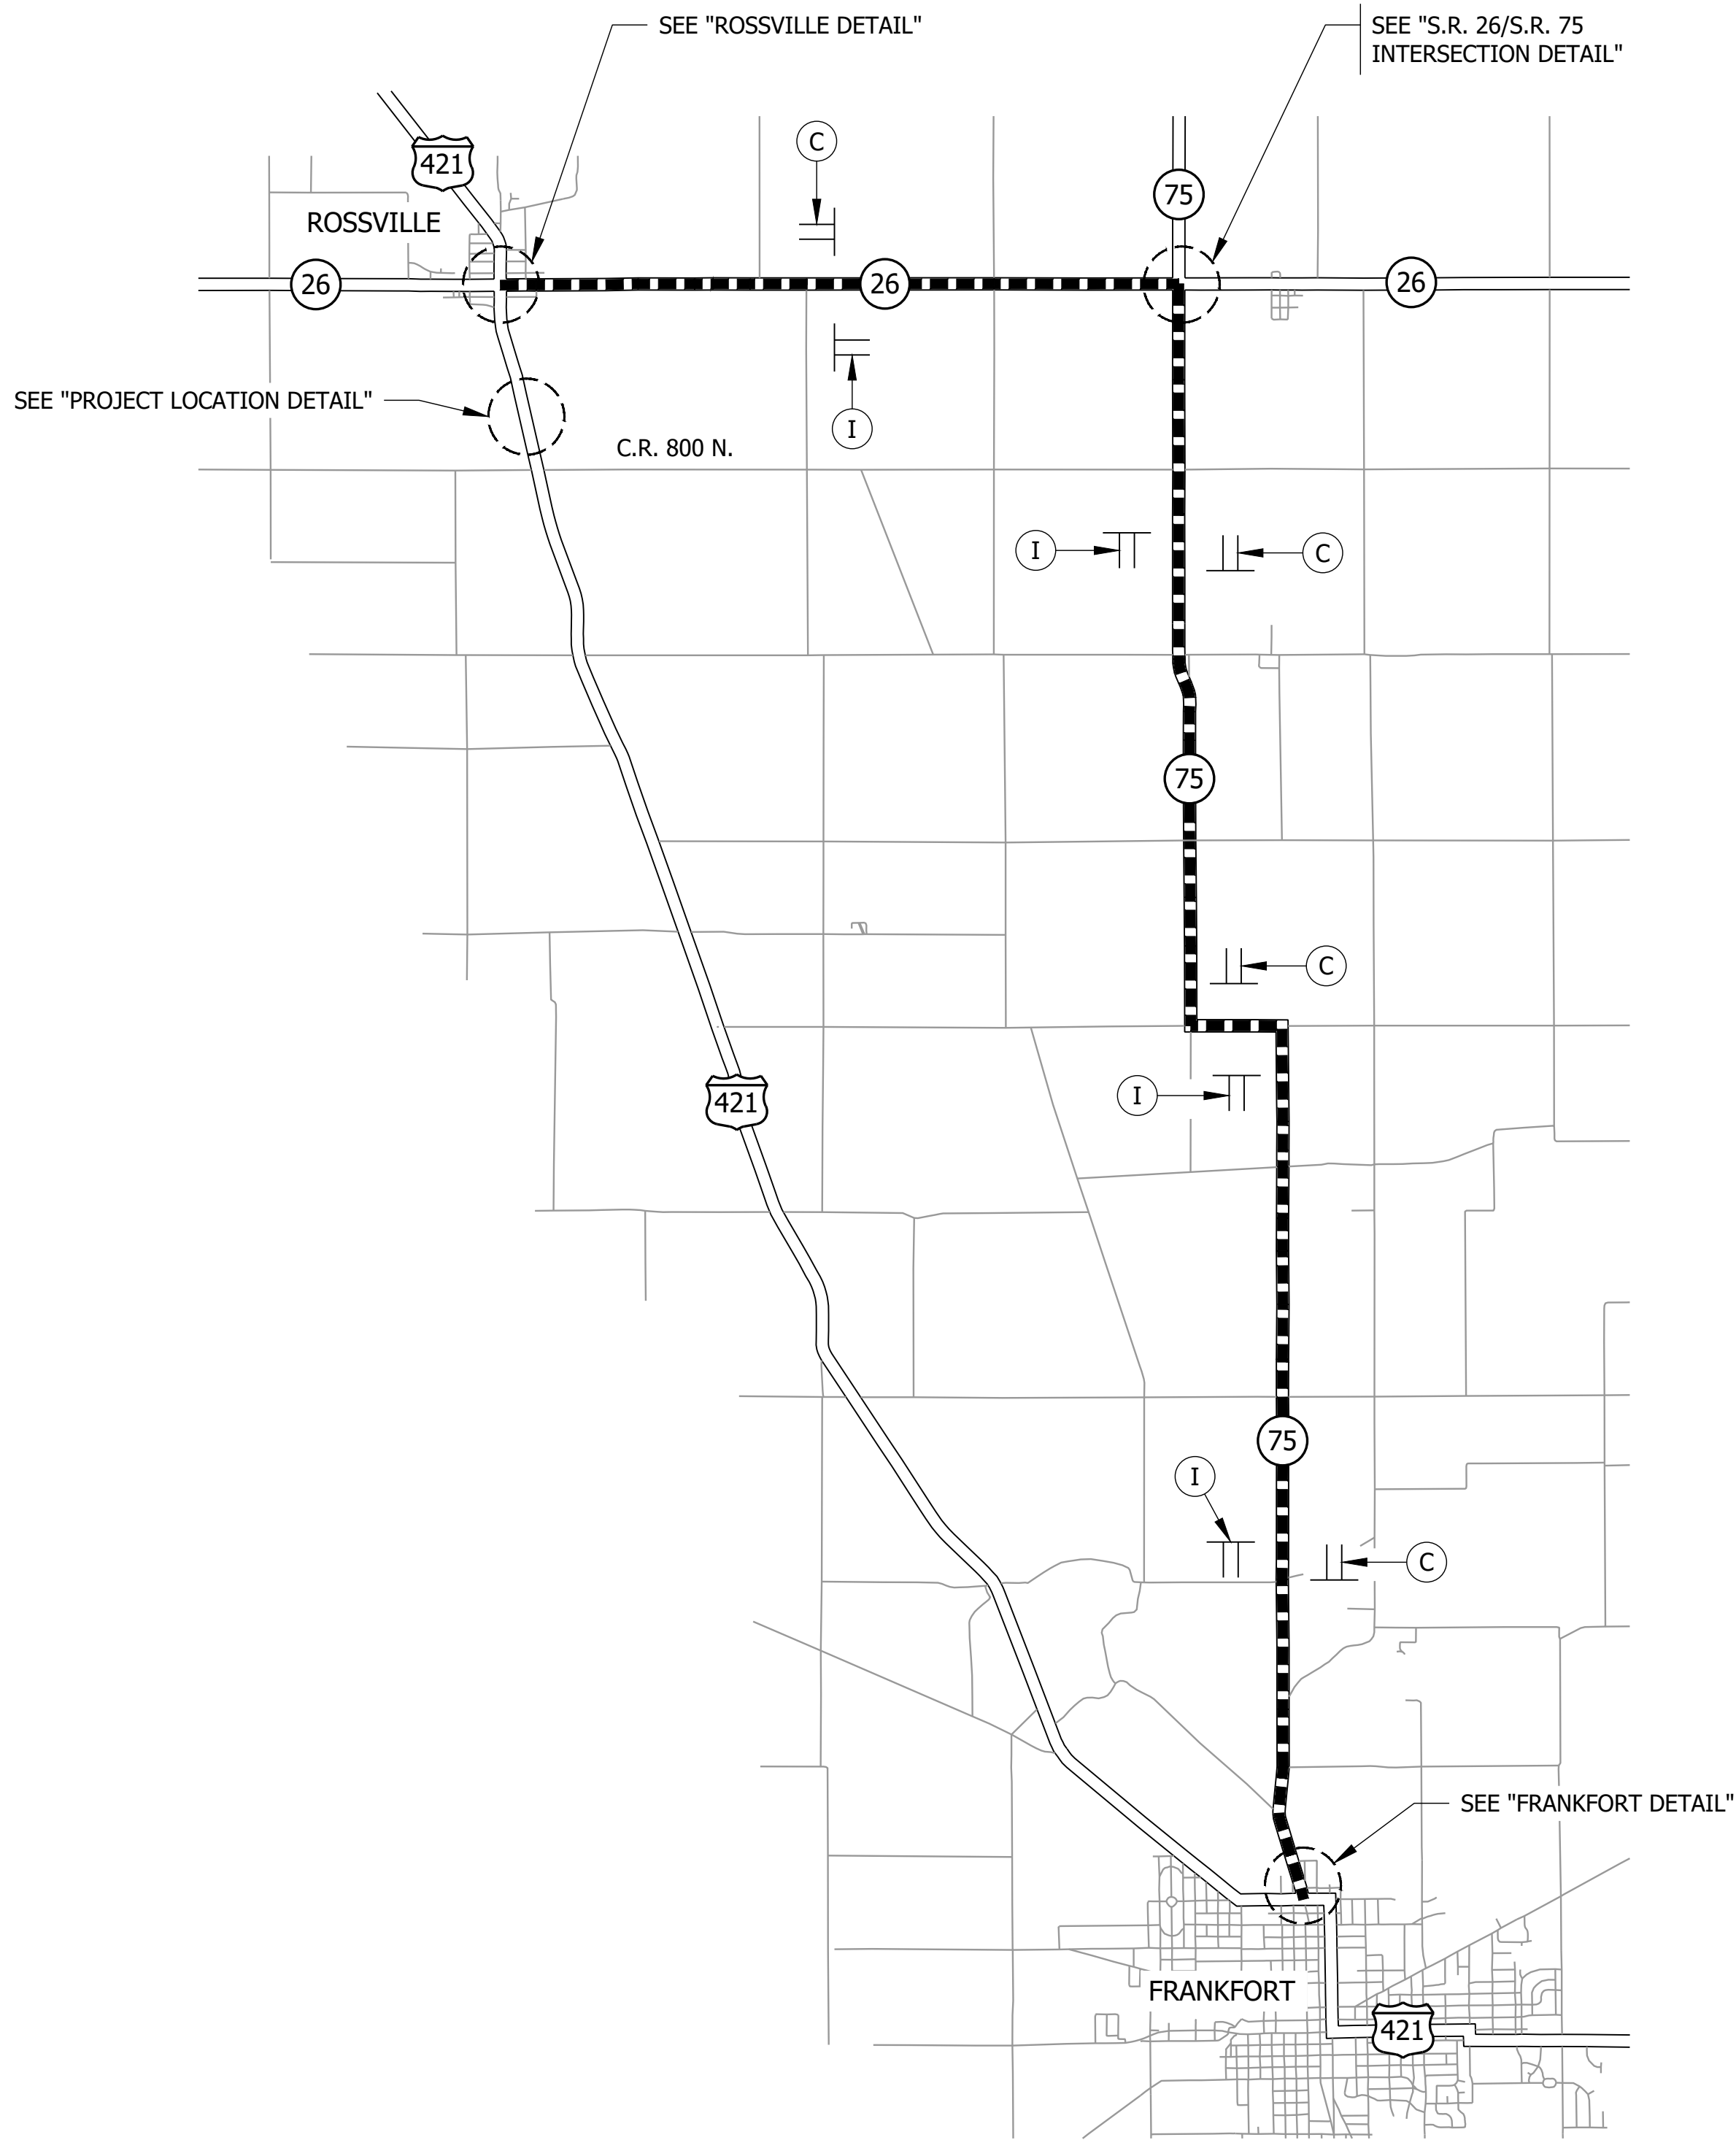 SEE "ROSSVILLE DETAIL"
SEE "S.R. 26/S.R. 75
INTERSECTION DETAIL"
C
421
75
ROSSVILLE
26
26
26
SEE "PROJECT LOCATION DETAIL"
I
C.R. 800 N.
I
C
75
C
I
421
75
I
C
SEE "FRANKFORT DETAIL"
FRANKFORT
421